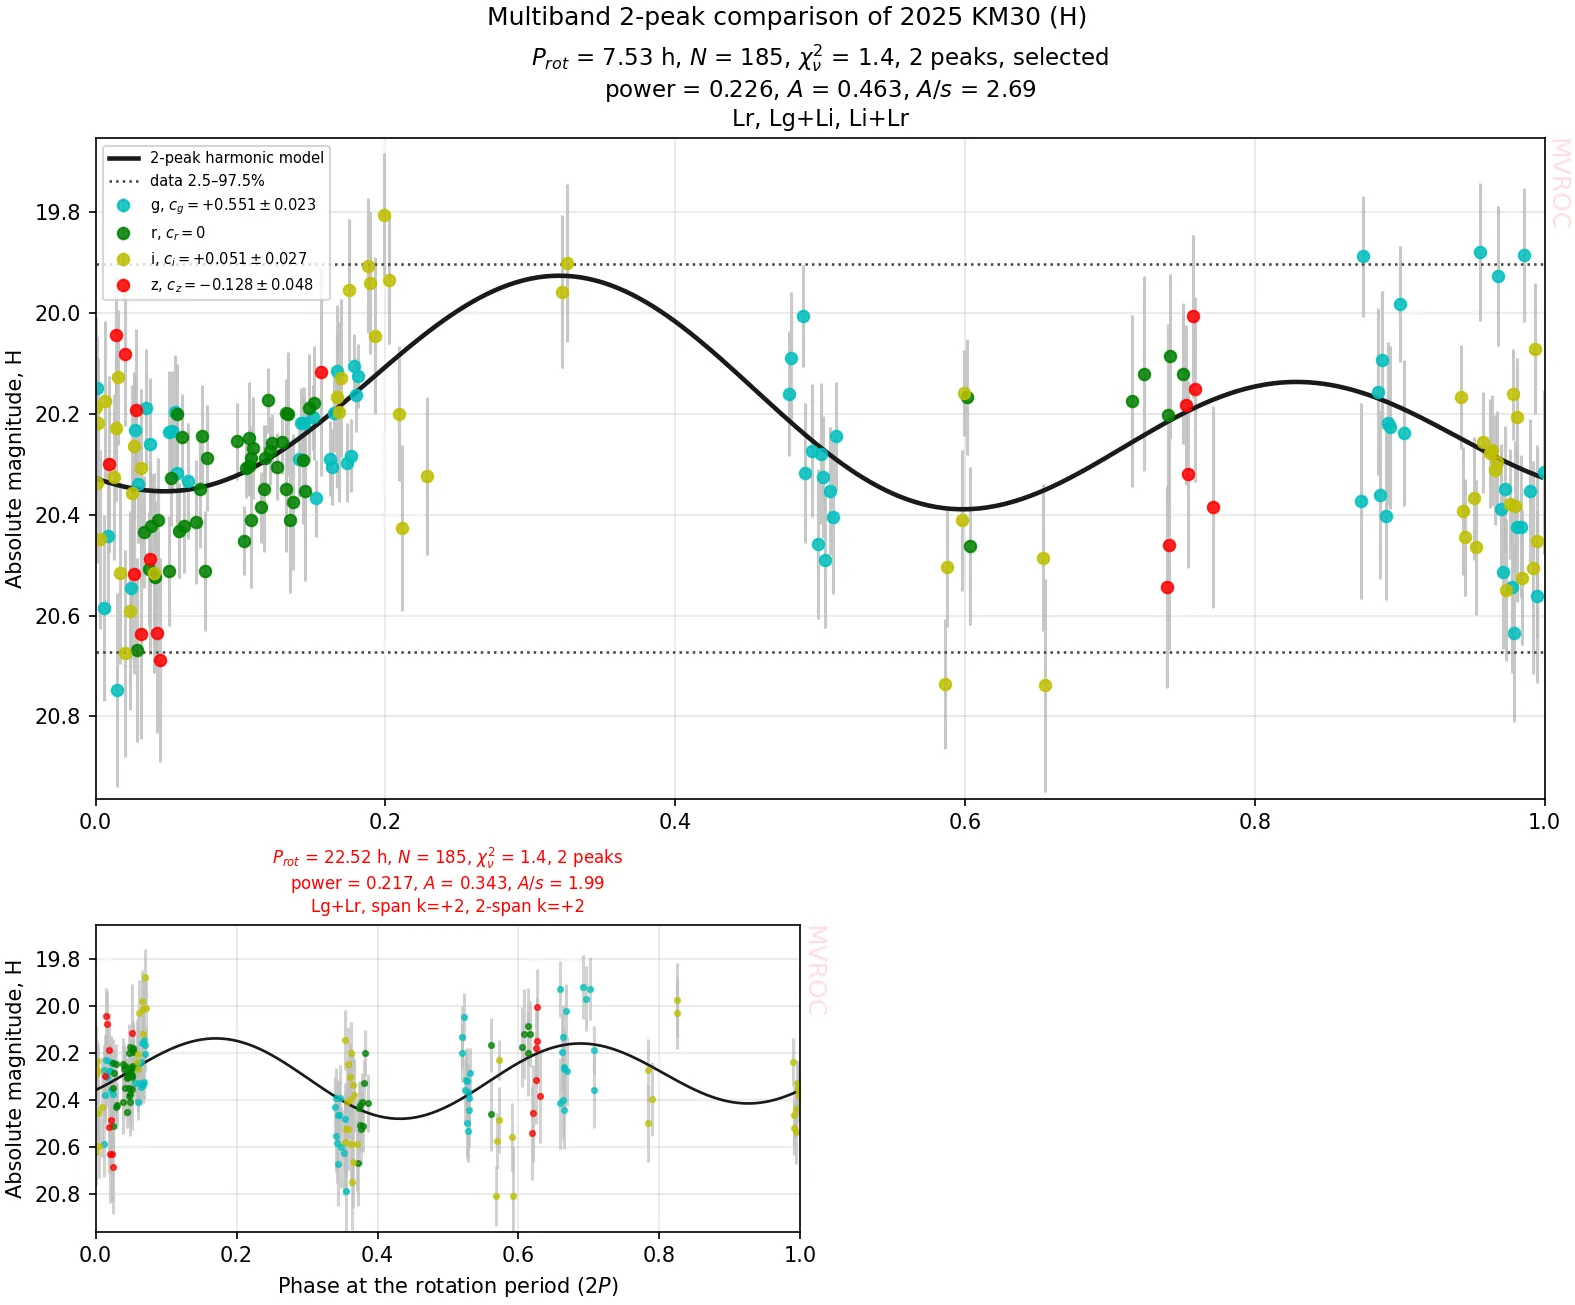 Multiband 2-peak comparison of 2025 KM30 (H)
P_rot = 7.53 h, N = 185, χ²_ν = 1.4, 2 peaks, selected
power = 0.226, A = 0.463, A/s = 2.69
Lr, Lg+Li, Li+Lr
2-peak harmonic model
data 2.5–97.5%
g, c_g = +0.551 ± 0.023
r, c_r = 0
i, c_i = +0.051 ± 0.027
z, c_z = −0.128 ± 0.048
Absolute magnitude, H
19.8
20.0
20.2
20.4
20.6
20.8
0.0 0.2 0.4 0.6 0.8 1.0
MVROC
P_rot = 22.52 h, N = 185, χ²_ν = 1.4, 2 peaks
power = 0.217, A = 0.343, A/s = 1.99
Lg+Lr, span k=+2, 2-span k=+2
Absolute magnitude, H
19.8
20.0
20.2
20.4
20.6
20.8
0.0 0.2 0.4 0.6 0.8 1.0
Phase at the rotation period (2P)
MVROC